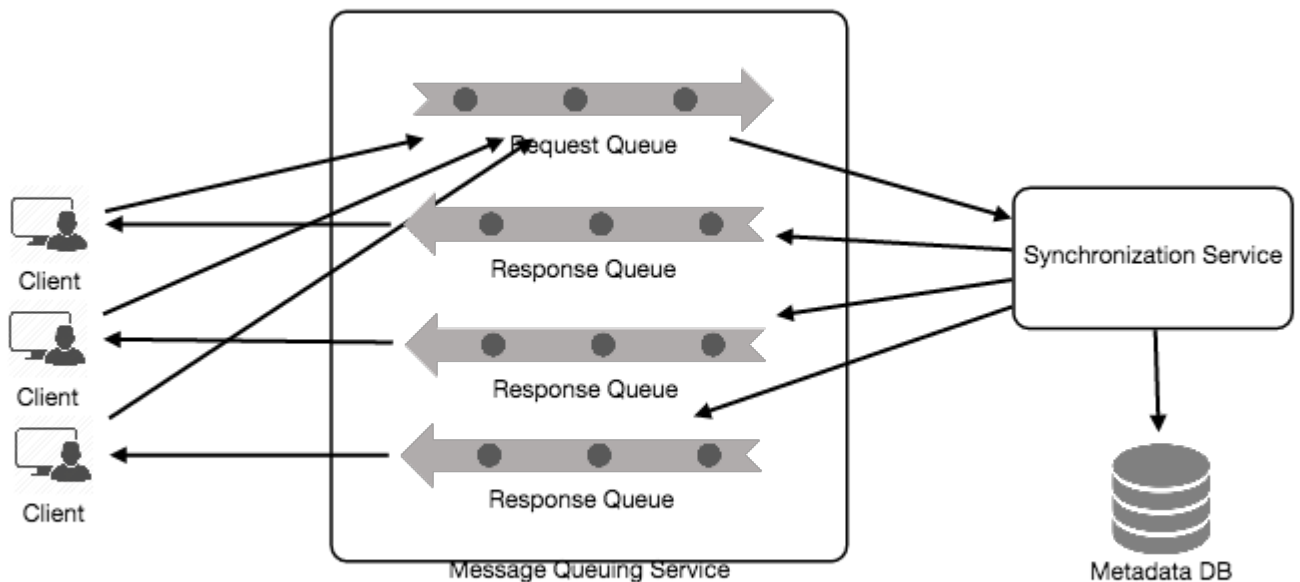 Request Queue
Response Queue
Synchronization Service
Client
Response Queue
Client
Response Queue
Client
Message Queuing Service
Metadata DB